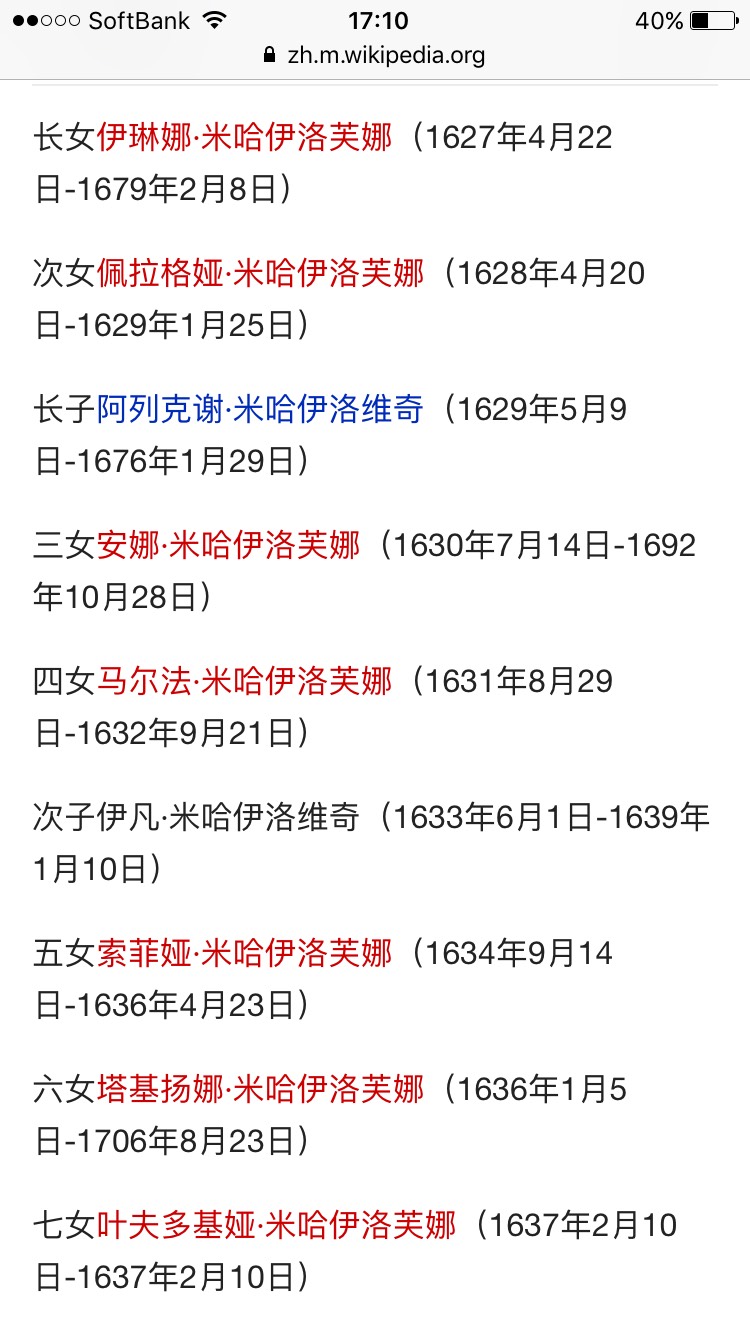 SoftBank 17:10 40%
zh.m.wikipedia.org
长女伊琳娜·米哈伊洛芙娜（1627年4月22
日-1679年2月8日）
次女佩拉格娅·米哈伊洛芙娜（1628年4月20
日-1629年1月25日）
长子阿列克谢·米哈伊洛维奇（1629年5月9
日-1676年1月29日）
三女安娜·米哈伊洛芙娜（1630年7月14日-1692
年10月28日）
四女马尔法·米哈伊洛芙娜（1631年8月29
日-1632年9月21日）
次子伊凡·米哈伊洛维奇（1633年6月1日-1639年
1月10日）
五女索菲娅·米哈伊洛芙娜（1634年9月14
日-1636年4月23日）
六女塔基扬娜·米哈伊洛芙娜（1636年1月5
日-1706年8月23日）
七女叶夫多基娅·米哈伊洛芙娜（1637年2月10
日-1637年2月10日）